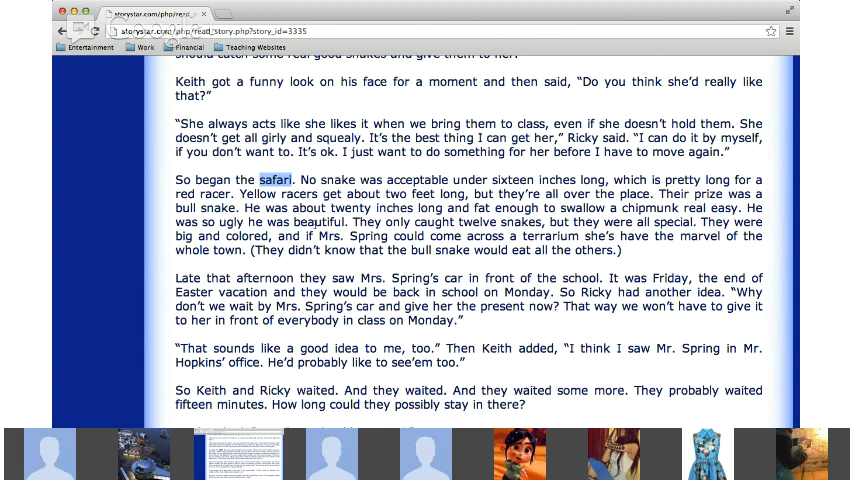 storystar.com/php/read_s
storystar.com/php/read_story.php?story_id=3335
Entertainment Work Financial Teaching Websites
should catch some real good snakes and give them to her.
Keith got a funny look on his face for a moment and then said, “Do you think she’d really like
that?”
“She always acts like she likes it when we bring them to class, even if she doesn’t hold them. She
doesn’t get all girly and squealy. It’s the best thing I can get her,” Ricky said. “I can do it by myself,
if you don’t want to. It’s ok. I just want to do something for her before I have to move again.”
So began the safari. No snake was acceptable under sixteen inches long, which is pretty long for a
red racer. Yellow racers get about two feet long, but they’re all over the place. Their prize was a
bull snake. He was about twenty inches long and fat enough to swallow a chipmunk real easy. He
was so ugly he was beautiful. They only caught twelve snakes, but they were all special. They were
big and colored, and if Mrs. Spring could come across a terrarium she’s have the marvel of the
whole town. (They didn’t know that the bull snake would eat all the others.)
Late that afternoon they saw Mrs. Spring’s car in front of the school. It was Friday, the end of
Easter vacation and they would be back in school on Monday. So Ricky had another idea. “Why
don’t we wait by Mrs. Spring’s car and give her the present now? That way we won’t have to give it
to her in front of everybody in class on Monday.”
“That sounds like a good idea to me, too.” Then Keith added, “I think I saw Mr. Spring in Mr.
Hopkins’ office. He’d probably like to see’em too.”
So Keith and Ricky waited. And they waited. And they waited some more. They probably waited
fifteen minutes. How long could they possibly stay in there?